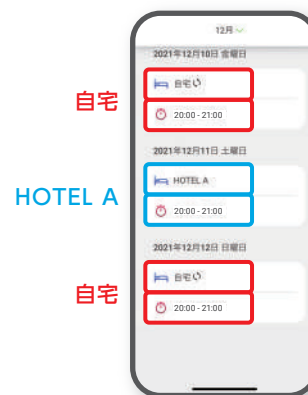 12月
2021年12月10日 金曜日
自宅
自宅
20:00 - 21:00
2021年12月11日 土曜日
HOTEL A
HOTEL A
20:00 - 21:00
2021年12月12日 日曜日
自宅
自宅
20:00 - 21:00